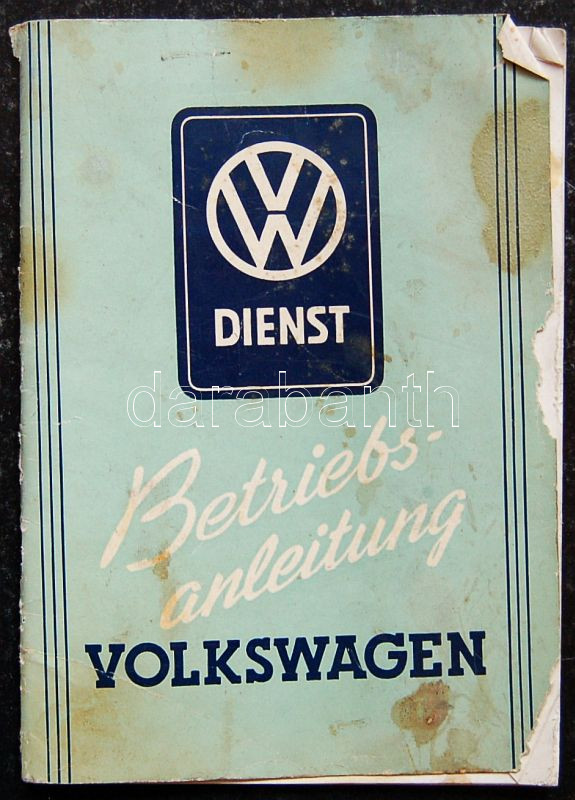 VW
DIENST
darabanth
Betriebs-
anleitung
VOLKSWAGEN